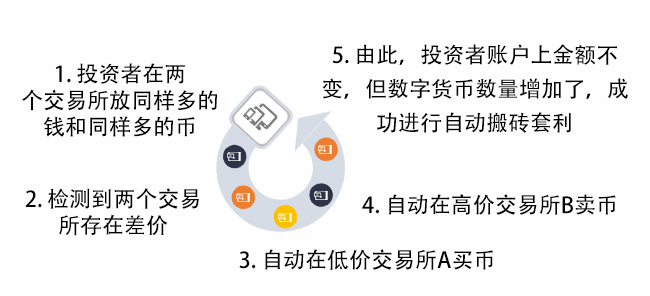 1. 投资者在两
个交易所放同样多的
钱和同样多的币
2. 检测到两个交易
所存在差价
3. 自动在低价交易所A买币
4. 自动在高价交易所B卖币
5. 由此，投资者账户上金额不
变，但数字货币数量增加了，成
功进行自动搬砖套利